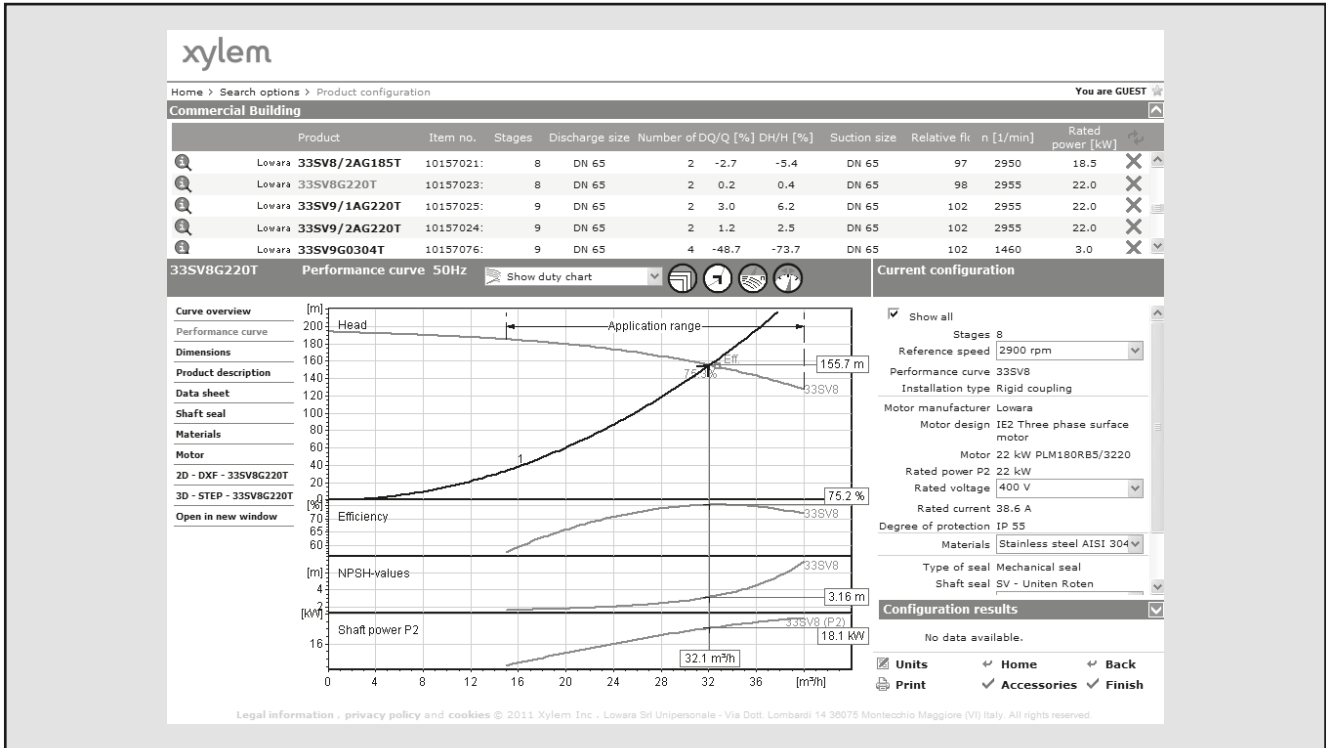 xylem
Home > Search options > Product configuration
You are GUEST
Commercial Building
Product Item no. Stages Discharge size Number of DQ/Q [%] DH/H [%] Suction size Relative flo n [1/min] Rated power [kW]
Lowara 33SV8/2AG185T 10157021: 8 DN 65 2 -2.7 -5.4 DN 65 97 2950 18.5
Lowara 33SV8G220T 10157023: 8 DN 65 2 0.2 0.4 DN 65 98 2955 22.0
Lowara 33SV9/1AG220T 10157025: 9 DN 65 2 3.0 6.2 DN 65 102 2955 22.0
Lowara 33SV9/2AG220T 10157024: 9 DN 65 2 1.2 2.5 DN 65 102 2955 22.0
Lowara 33SV9G0304T 10157076: 9 DN 65 4 -48.7 -73.7 DN 65 102 1460 3.0
33SV8G220T Performance curve 50Hz Show duty chart
Curve overview
Performance curve
Dimensions
Product description
Data sheet
Shaft seal
Materials
Motor
2D - DXF - 33SV8G220T
3D - STEP - 33SV8G220T
Open in new window
[m]
Head
Application range
200
180
160
140
120
100
80
60
40
20
0
Eff.
155.7 m
33SV8
1
75.2 %
[%]
Efficiency
70
65
60
33SV8
[m]
NPSH-values
4
2
33SV8
3.16 m
[kW]
Shaft power P2
16
33SV8 (P2)
18.1 kW
32.1 m³/h
0 4 8 12 16 20 24 28 32 36 [m³/h]
Current configuration
Show all
Stages 8
Reference speed 2900 rpm
Performance curve 33SV8
Installation type Rigid coupling
Motor manufacturer Lowara
Motor design IE2 Three phase surface
motor
Motor 22 kW PLM180RB5/3220
Rated power P2 22 kW
Rated voltage 400 V
Rated current 38.6 A
Degree of protection IP 55
Materials Stainless steel AISI 304
Type of seal Mechanical seal
Shaft seal SV - Uniten Roten
Configuration results
No data available.
Units Home Back
Print Accessories Finish
Legal information , privacy policy and cookies © 2011 Xylem Inc . Lowara Srl Unipersonale - Via Dott. Lombardi 14 36075 Montecchio Maggiore (VI) Italy. All rights reserved.